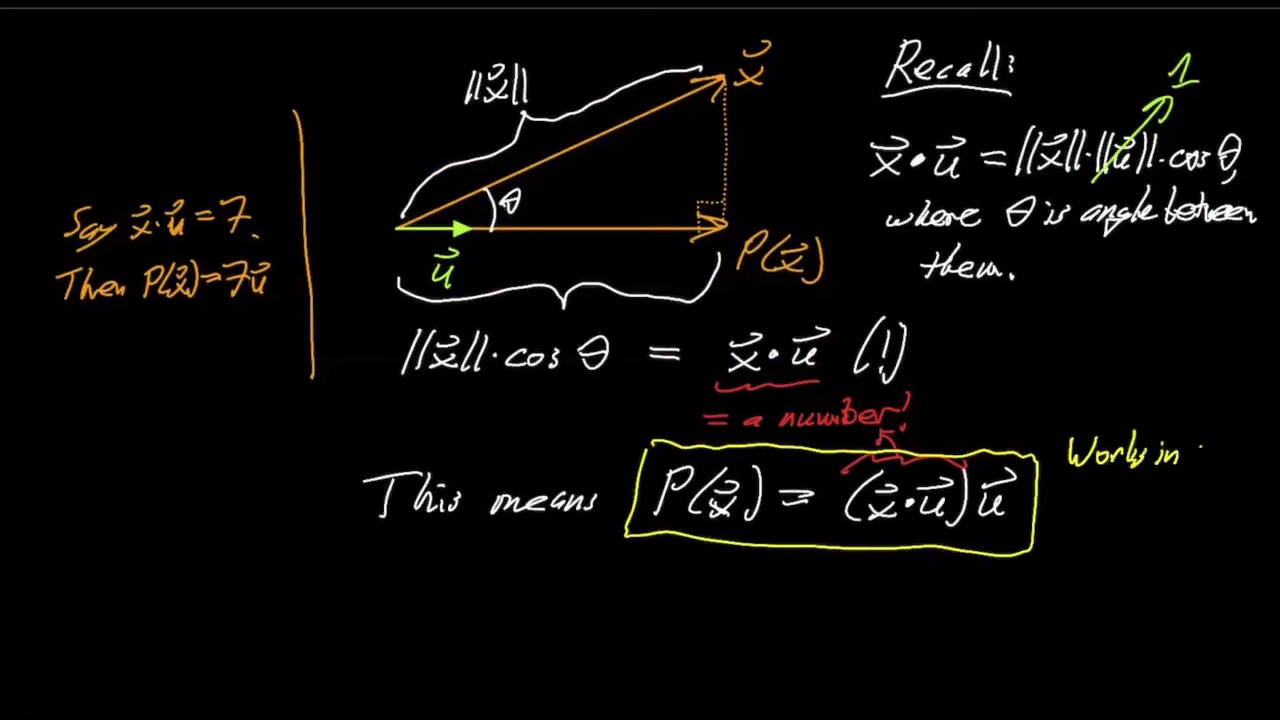 Say x⃗·u⃗ = 7.
Then P(x⃗) = 7u⃗
||x⃗||
x⃗
θ
u⃗
P(x⃗)
||x⃗||·cos θ = x⃗·u⃗ (!)
= a number!
This means P(x⃗) = (x⃗·u⃗)u⃗
Works in
Recall:
1
x⃗·u⃗ = ||x⃗||·||u⃗||·cos θ,
where θ is angle between
them.